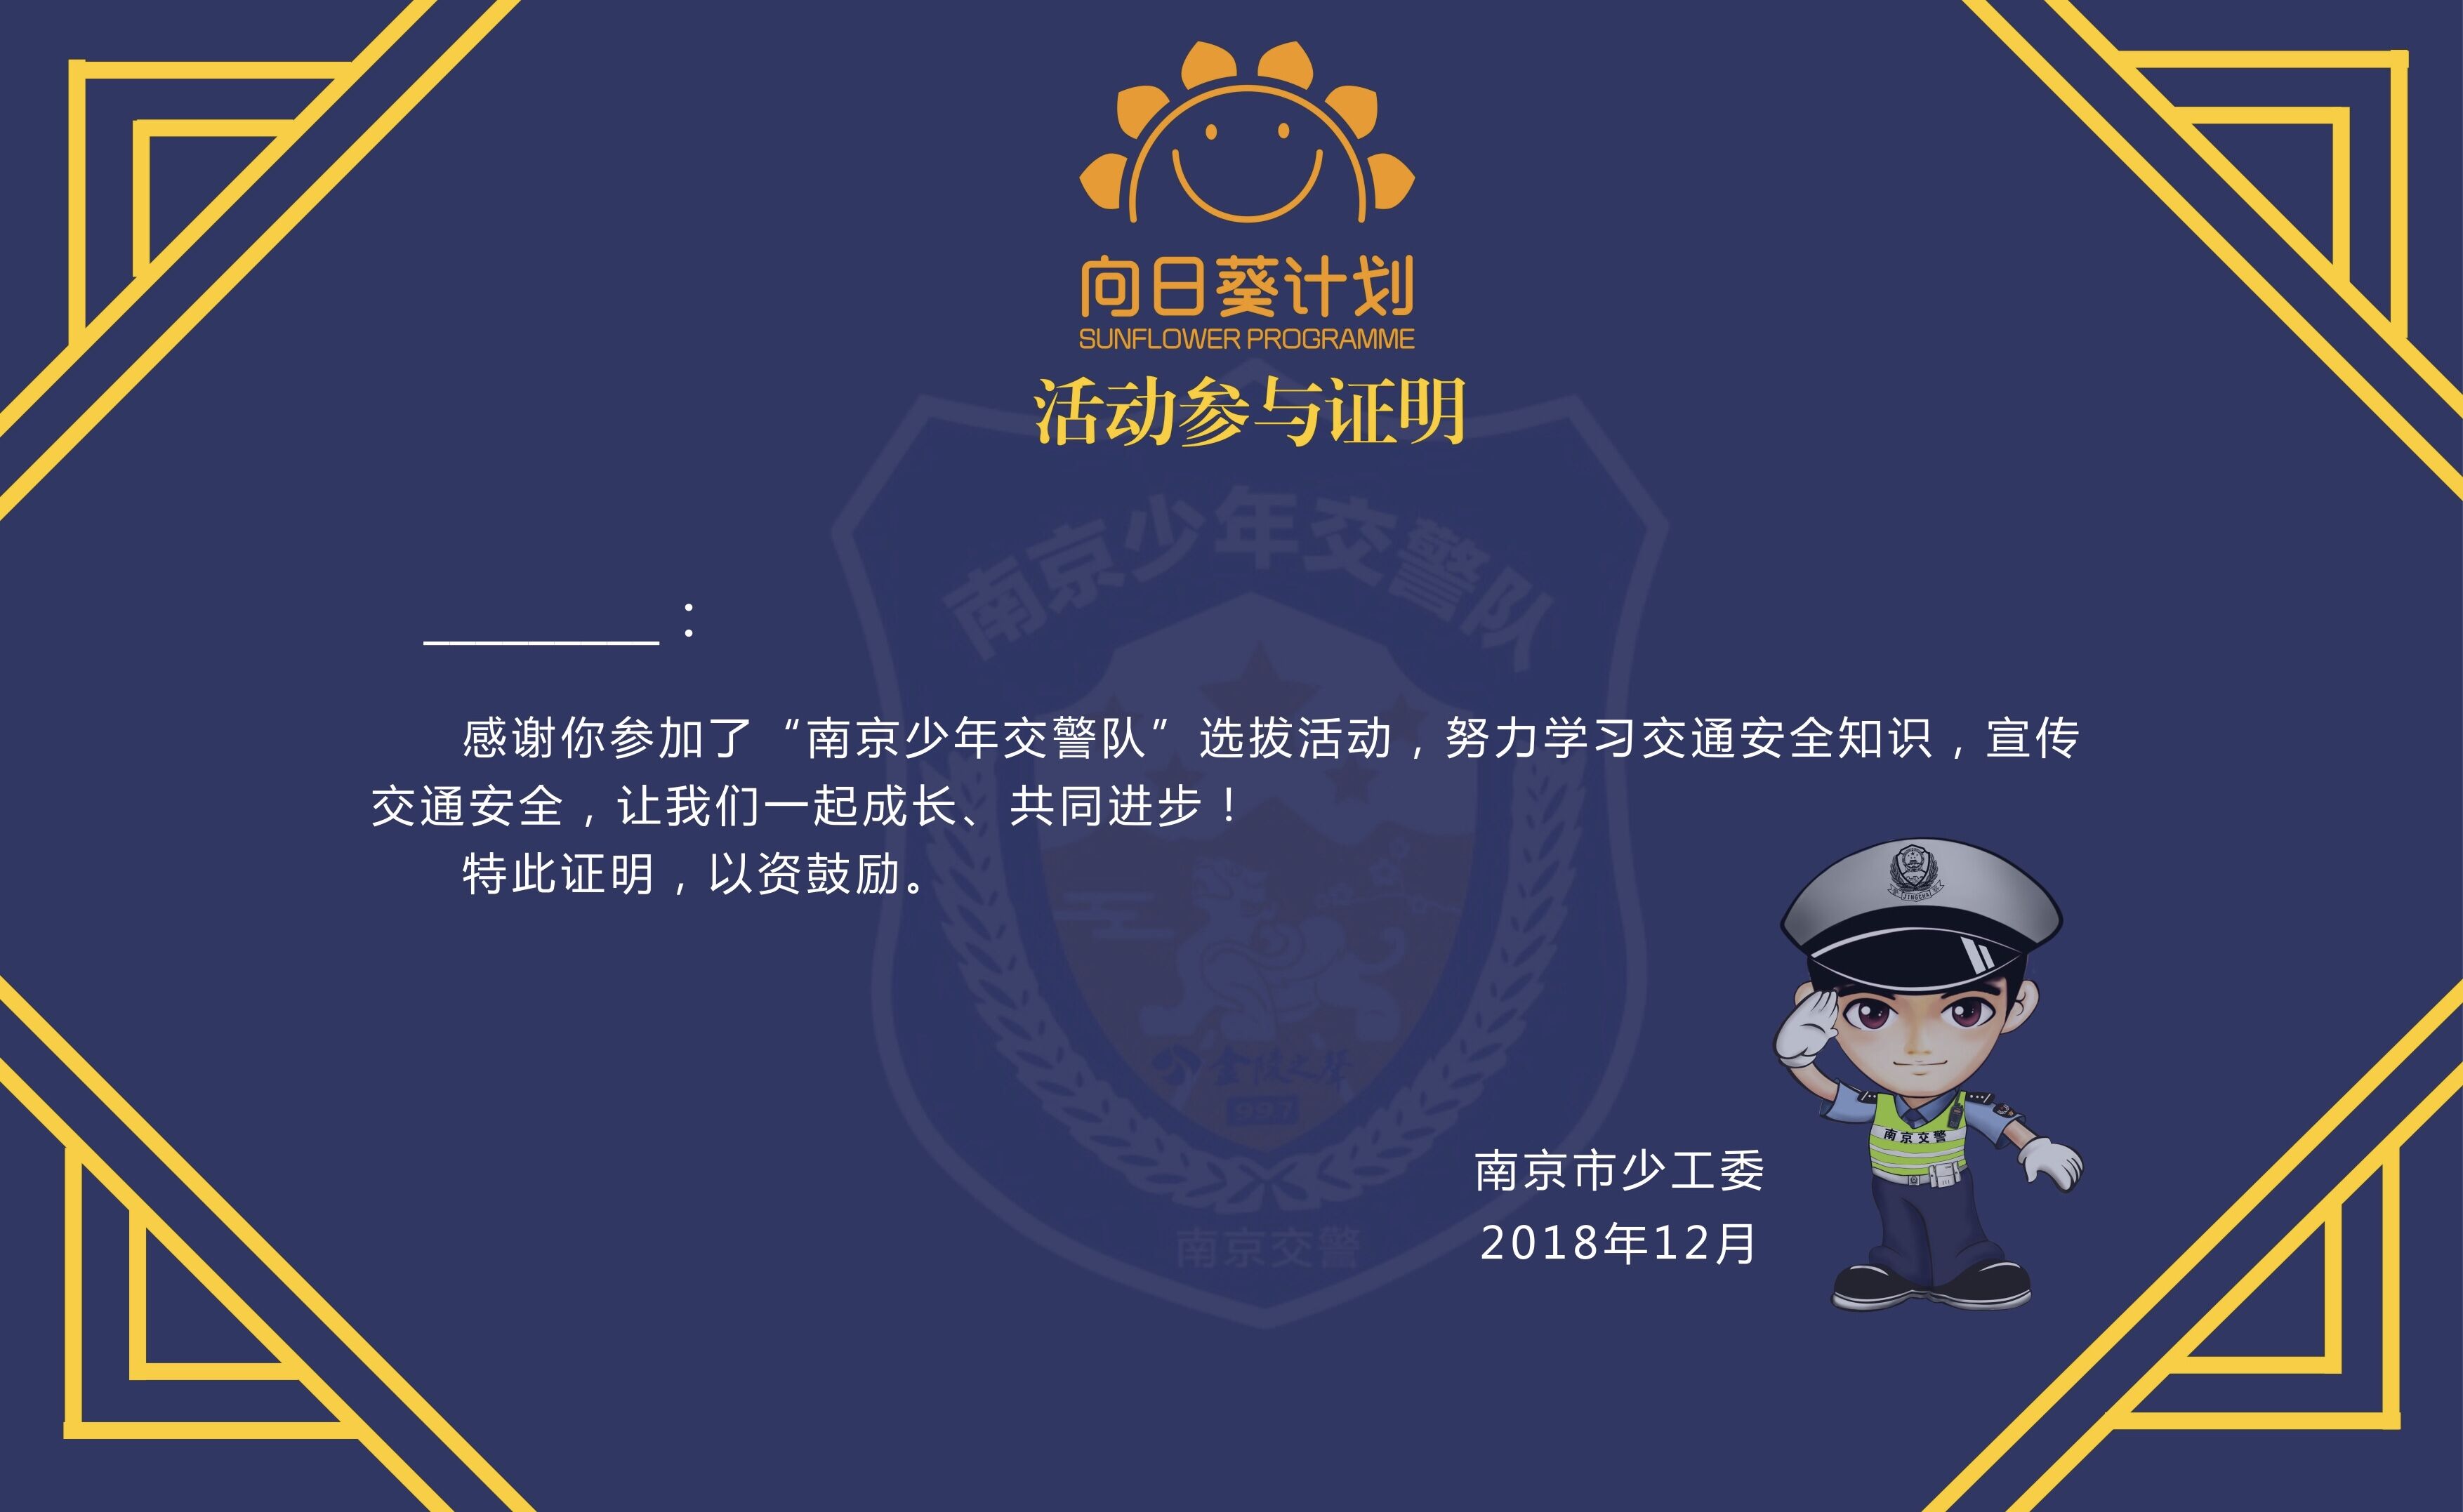 向日葵计划
SUNFLOWER PROGRAMME
活动参与证明
南京少年交警队
________：
感谢你参加了“南京少年交警队”选拔活动，努力学习交通安全知识，宣传
交通安全，让我们一起成长、共同进步！
特此证明，以资鼓励。
JINGCHA
南京交警
金陵之
997
南京市少工委
2018年12月
南京交警